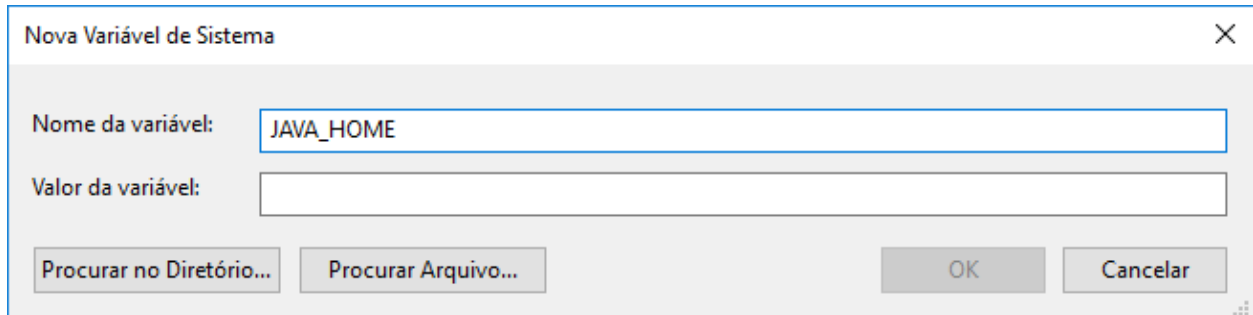 Nova Variável de Sistema
Nome da variável: JAVA_HOME
Valor da variável:
Procurar no Diretório... Procurar Arquivo... OK Cancelar